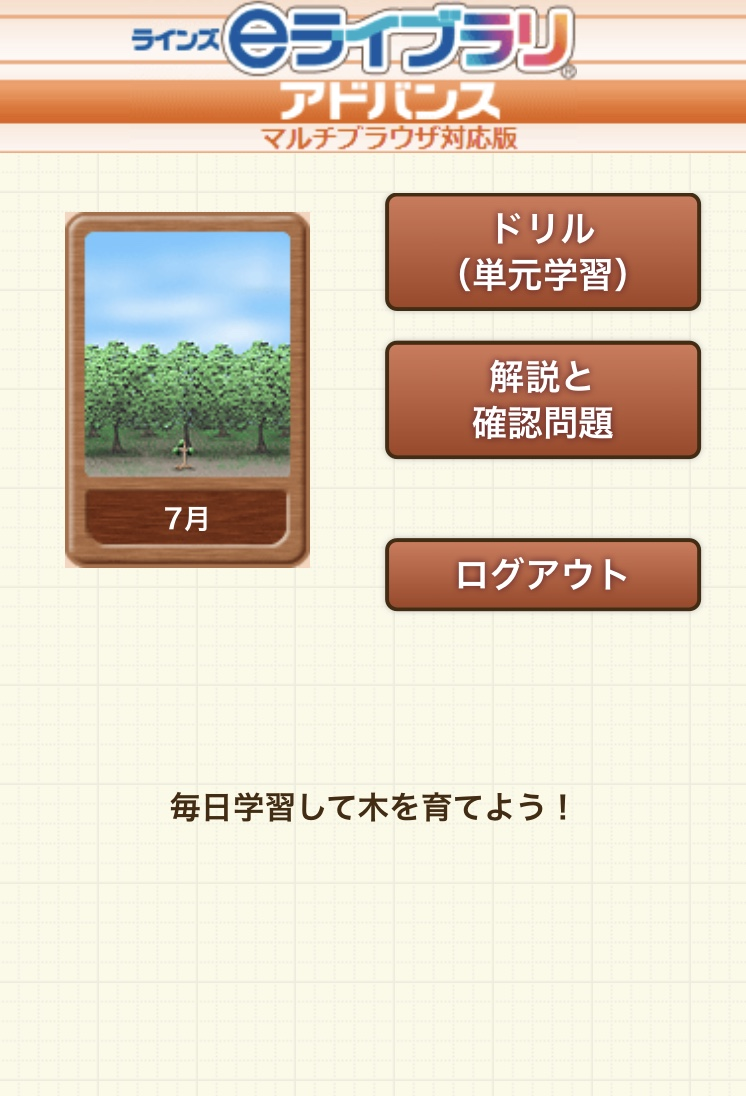 ラインズeライブラリ®
アドバンス
マルチブラウザ対応版
ドリル
（単元学習）
解説と
確認問題
7月
ログアウト
毎日学習して木を育てよう！